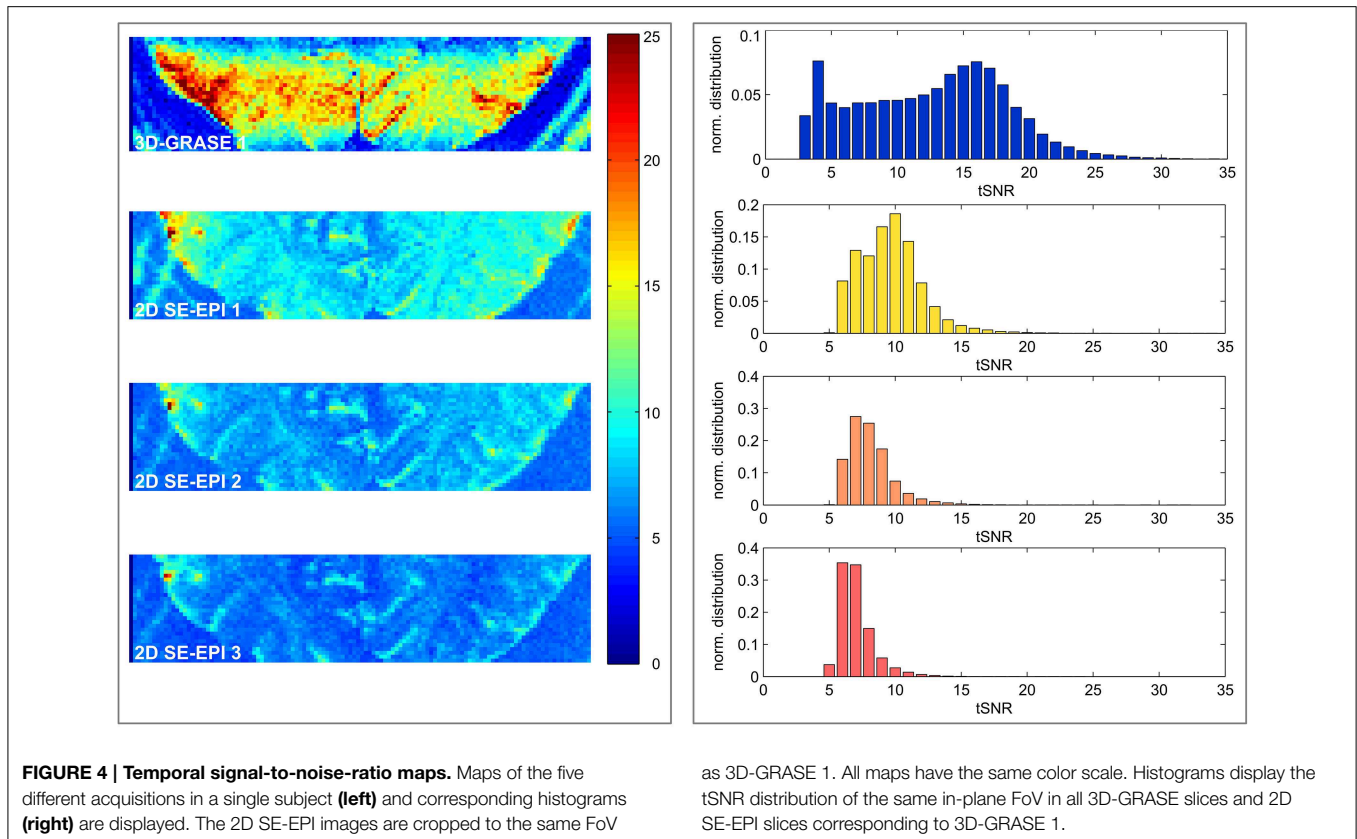 3D-GRASE 1
2D SE-EPI 1
2D SE-EPI 2
2D SE-EPI 3
25
20
15
10
5
0
0.1
0.05
0
norm. distribution
0 5 10 15 20 25 30 35
tSNR
0.2
0.15
0.1
0.05
0
norm. distribution
0 5 10 15 20 25 30 35
tSNR
0.4
0.3
0.2
0.1
0
norm. distribution
0 5 10 15 20 25 30 35
tSNR
0.4
0.3
0.2
0.1
0
norm. distribution
0 5 10 15 20 25 30 35
tSNR
FIGURE 4 | Temporal signal-to-noise-ratio maps. Maps of the five
different acquisitions in a single subject (left) and corresponding histograms
(right) are displayed. The 2D SE-EPI images are cropped to the same FoV
as 3D-GRASE 1. All maps have the same color scale. Histograms display the
tSNR distribution of the same in-plane FoV in all 3D-GRASE slices and 2D
SE-EPI slices corresponding to 3D-GRASE 1.